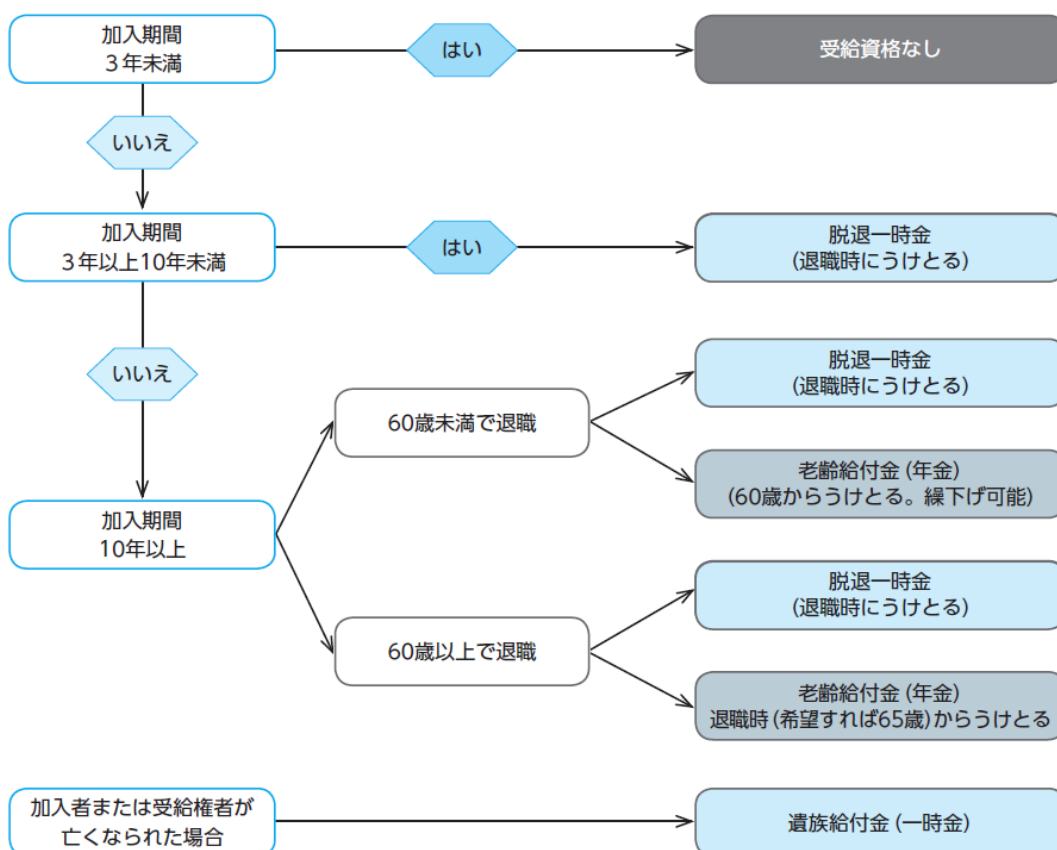 加入期間
3年未満
はい
受給資格なし
いいえ
加入期間
3年以上10年未満
はい
脱退一時金
(退職時にうけとる)
いいえ
加入期間
10年以上
60歳未満で退職
脱退一時金
(退職時にうけとる)
老齢給付金(年金)
(60歳からうけとる。繰下げ可能)
60歳以上で退職
脱退一時金
(退職時にうけとる)
老齢給付金(年金)
退職時(希望すれば65歳)からうけとる
加入者または受給権者が
亡くなられた場合
遺族給付金(一時金)